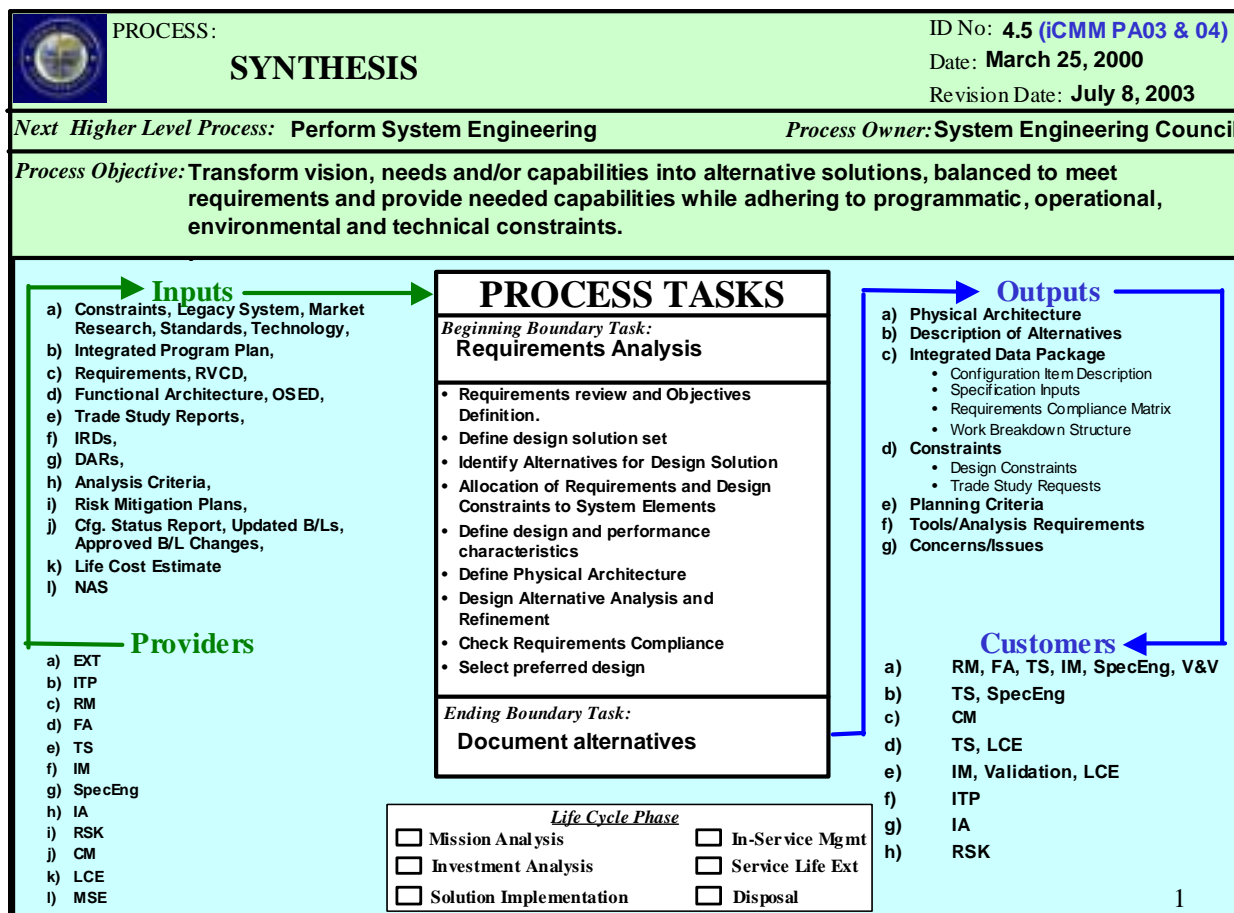 PROCESS:
SYNTHESIS
ID No: 4.5 (iCMM PA03 & 04)
Date: March 25, 2000
Revision Date: July 8, 2003
Next Higher Level Process: Perform System Engineering
Process Owner: System Engineering Council
Process Objective: Transform vision, needs and/or capabilities into alternative solutions, balanced to meet
requirements and provide needed capabilities while adhering to programmatic, operational,
environmental and technical constraints.
Inputs
a) Constraints, Legacy System, Market
Research, Standards, Technology,
b) Integrated Program Plan,
c) Requirements, RVCD,
d) Functional Architecture, OSED,
e) Trade Study Reports,
f) IRDs,
g) DARs,
h) Analysis Criteria,
i) Risk Mitigation Plans,
j) Cfg. Status Report, Updated B/Ls,
Approved B/L Changes,
k) Life Cost Estimate
l) NAS
Providers
a) EXT
b) ITP
c) RM
d) FA
e) TS
f) IM
g) SpecEng
h) IA
i) RSK
j) CM
k) LCE
l) MSE
PROCESS TASKS
Beginning Boundary Task:
Requirements Analysis
• Requirements review and Objectives
Definition.
• Define design solution set
• Identify Alternatives for Design Solution
• Allocation of Requirements and Design
Constraints to System Elements
• Define design and performance
characteristics
• Define Physical Architecture
• Design Alternative Analysis and
Refinement
• Check Requirements Compliance
• Select preferred design
Ending Boundary Task:
Document alternatives
Life Cycle Phase
Mission Analysis
Investment Analysis
Solution Implementation
In-Service Mgmt
Service Life Ext
Disposal
Outputs
a) Physical Architecture
b) Description of Alternatives
c) Integrated Data Package
• Configuration Item Description
• Specification Inputs
• Requirements Compliance Matrix
• Work Breakdown Structure
d) Constraints
• Design Constraints
• Trade Study Requests
e) Planning Criteria
f) Tools/Analysis Requirements
g) Concerns/Issues
Customers
a) RM, FA, TS, IM, SpecEng, V&V
b) TS, SpecEng
c) CM
d) TS, LCE
e) IM, Validation, LCE
f) ITP
g) IA
h) RSK
1